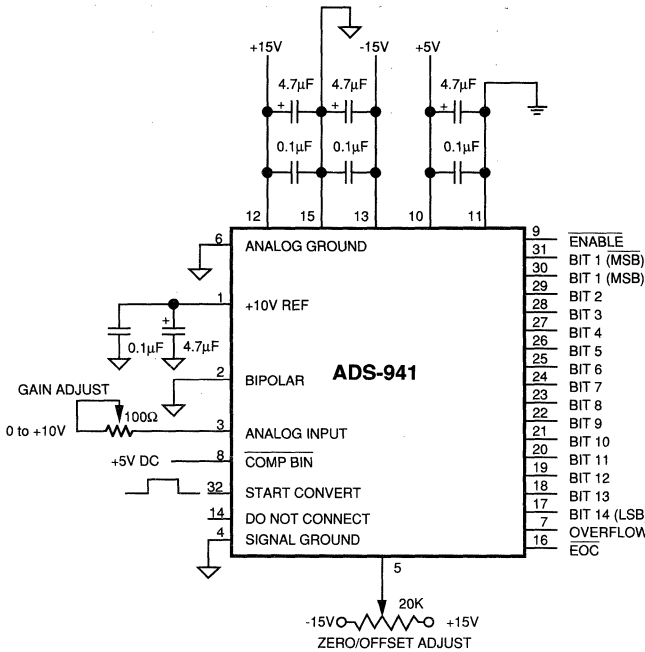 +15V
-15V
+5V
4.7µF
4.7µF
4.7µF
+
+
+
0.1µF
0.1µF
0.1µF
12
15
13
10
11
6
ANALOG GROUND
1
+10V REF
+
0.1µF
4.7µF
2
BIPOLAR
ADS-941
GAIN ADJUST
100Ω
0 to +10V
3
ANALOG INPUT
+5V DC
8
COMP BIN
32
START CONVERT
14
DO NOT CONNECT
4
SIGNAL GROUND
9
ENABLE
31
BIT 1 (MSB)
30
BIT 1 (MSB)
29
BIT 2
28
BIT 3
27
BIT 4
26
BIT 5
25
BIT 6
24
BIT 7
23
BIT 8
22
BIT 9
21
BIT 10
20
BIT 11
19
BIT 12
18
BIT 13
17
BIT 14 (LSB
7
OVERFLOW
16
EOC
5
20K
-15V
+15V
ZERO/OFFSET ADJUST